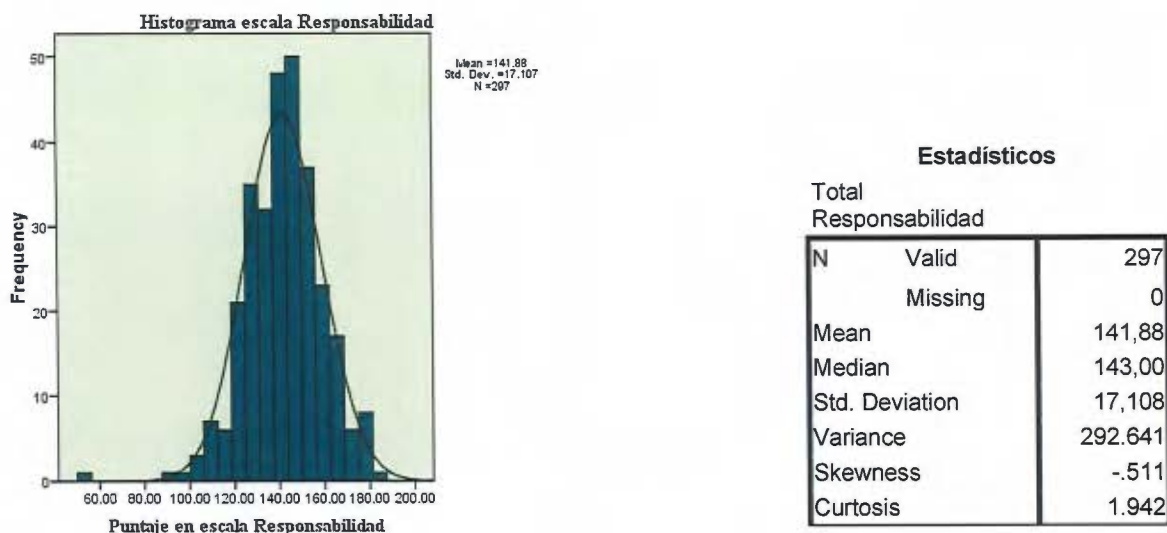 Histograma escala Responsabilidad
Mean =141.88
Std. Dev. =17.107
N =297
50
40
30
20
10
0
Frequency
60.00 80.00 100.00 120.00 140.00 160.00 180.00 200.00
Puntaje en escala Responsabilidad
Estadísticos
Total
Responsabilidad
N Valid 297
Missing 0
Mean 141,88
Median 143,00
Std. Deviation 17,108
Variance 292.641
Skewness -.511
Curtosis 1.942